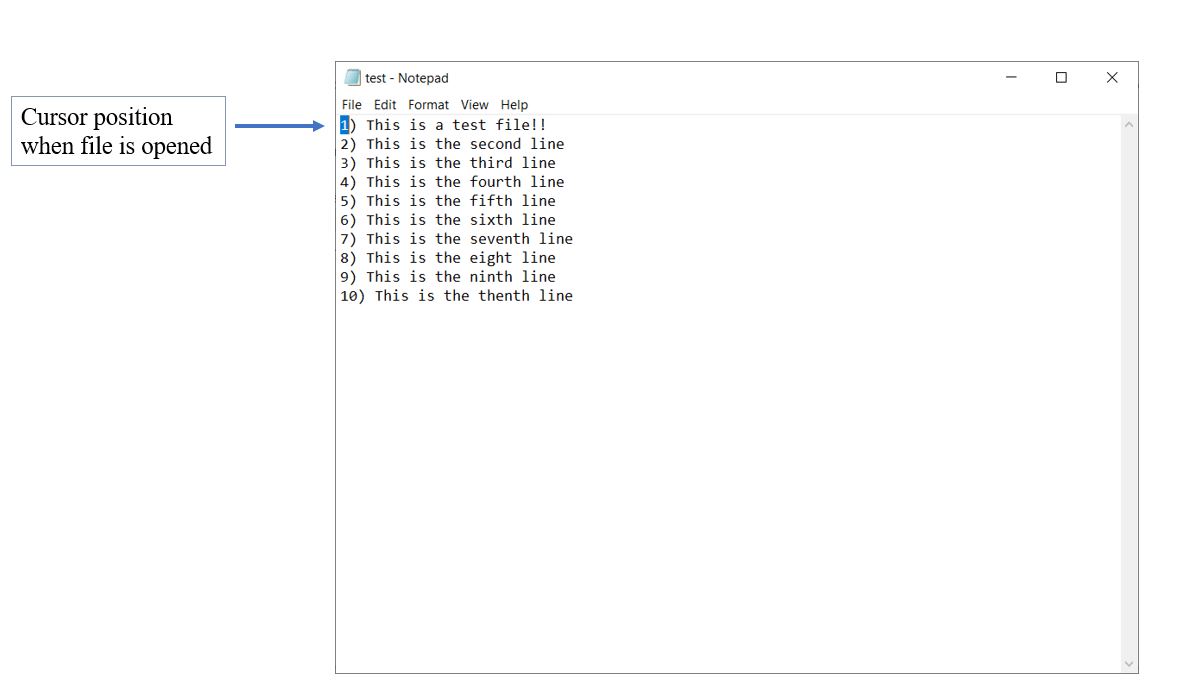 Cursor position
when file is opened
test - Notepad
File Edit Format View Help
1) This is a test file!!
2) This is the second line
3) This is the third line
4) This is the fourth line
5) This is the fifth line
6) This is the sixth line
7) This is the seventh line
8) This is the eight line
9) This is the ninth line
10) This is the thenth line